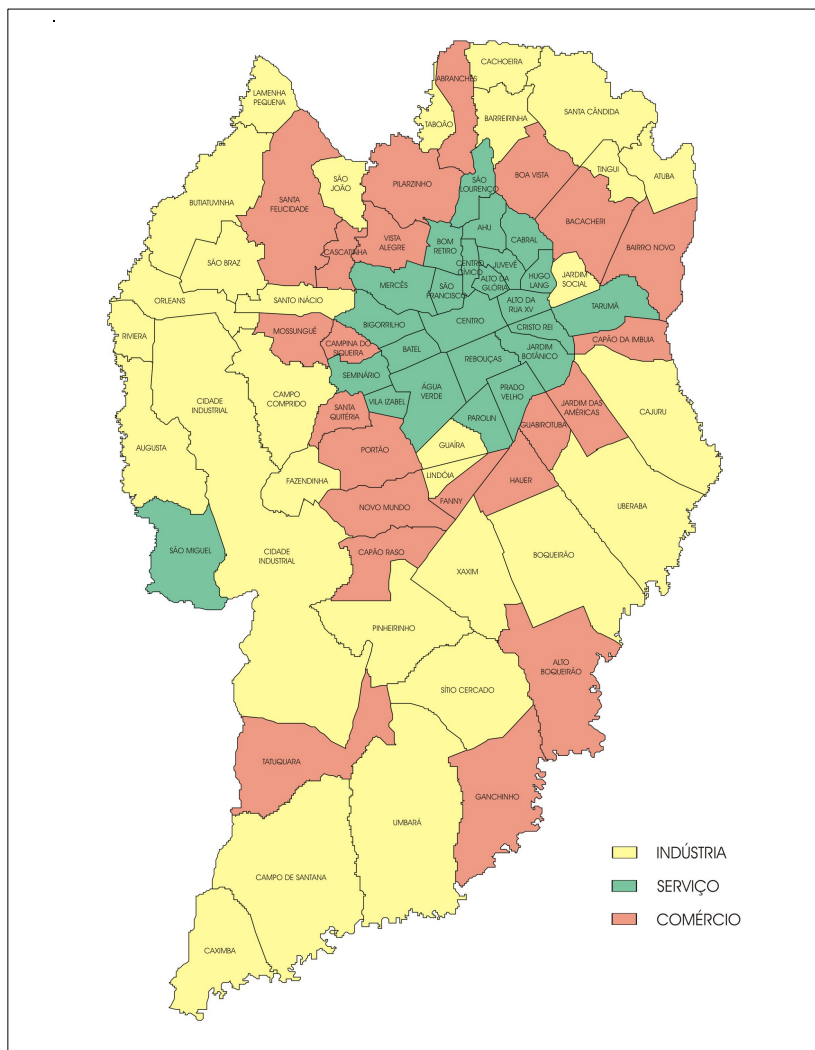 CACHOEIRA
ABRANCHES
LAMENHA
PEQUENA
SANTA CÂNDIDA
TABOÃO
BARREIRINHA
TINGUI
ATUBA
SÃO
JOÃO
SÃO
LOURENÇO
BOA VISTA
PILARZINHO
BUTIATUVINHA
SANTA
FELICIDADE
BACACHERI
AHU
BOM
RETIRO
CABRAL
VISTA
ALEGRE
BAIRRO NOVO
CASCATINHA
SÃO BRAZ
CENTRO
CÍVICO
JUVEVÊ
HUGO
LANG
JARDIM
SOCIAL
ALTO DA
GLÓRIA
MERCÊS
SÃO
FRANCISCO
ORLEANS
SANTO INÁCIO
ALTO DA
RUA XV
TARUMÃ
BIGORRILHO
CENTRO
CRISTO REI
RIVIERA
MOSSUNGUÊ
CAMPINA DO
SIQUEIRA
BATEL
JARDIM
BOTÂNICO
CAPÃO DA IMBUIA
REBOUÇAS
SEMINÁRIO
ÁGUA
VERDE
PRADO
VELHO
CIDADE
INDUSTRIAL
CAMPO
COMPRIDO
VILA IZABEL
SANTA
QUITÉRIA
JARDIM DAS
AMÉRICAS
CAJURU
PAROLIN
GUABIROTUBA
AUGUSTA
PORTÃO
GUAÍRA
FAZENDINHA
LINDÓIA
HAUER
FANNY
NOVO MUNDO
UBERABA
SÃO MIGUEL
CIDADE
INDUSTRIAL
CAPÃO RASO
BOQUEIRÃO
XAXIM
PINHEIRINHO
ALTO
BOQUEIRÃO
SÍTIO CERCADO
TATUQUARA
GANCHINHO
UMBARÁ
CAMPO DE SANTANA
CAXIMBA
INDÚSTRIA
SERVIÇO
COMÉRCIO